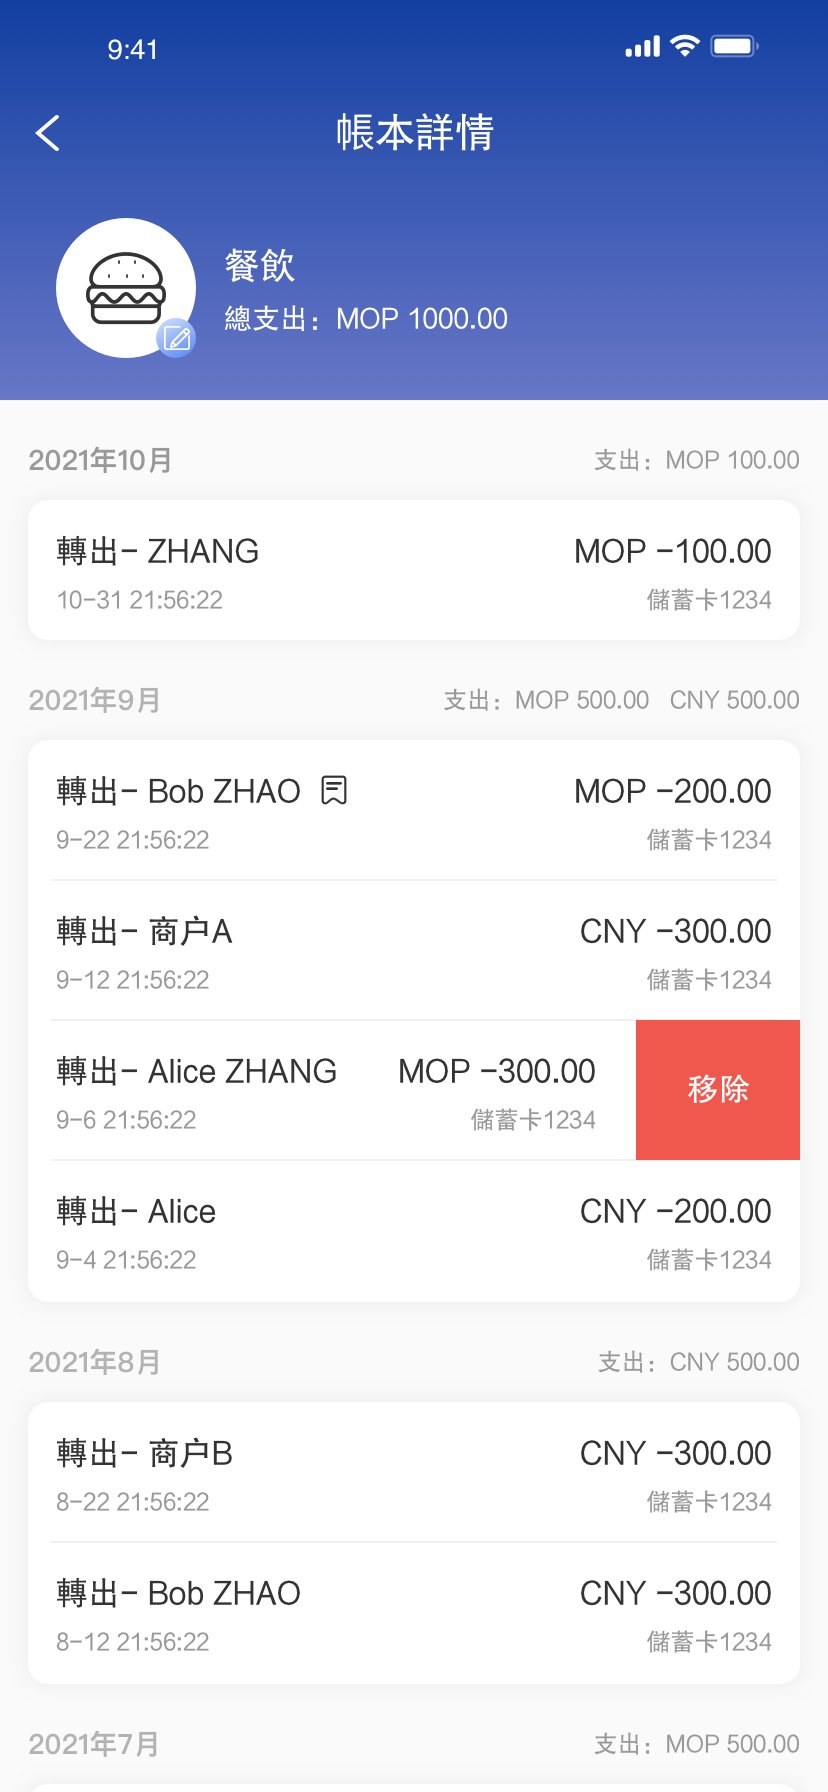 9:41
帳本詳情
餐飲
總支出：MOP 1000.00
2021年10月 支出：MOP 100.00
轉出- ZHANG MOP -100.00
10-31 21:56:22 儲蓄卡1234
2021年9月 支出：MOP 500.00 CNY 500.00
轉出- Bob ZHAO MOP -200.00
9-22 21:56:22 儲蓄卡1234
轉出- 商户A CNY -300.00
9-12 21:56:22 儲蓄卡1234
轉出- Alice ZHANG MOP -300.00
移除
9-6 21:56:22 儲蓄卡1234
轉出- Alice CNY -200.00
9-4 21:56:22 儲蓄卡1234
2021年8月 支出：CNY 500.00
轉出- 商户B CNY -300.00
8-22 21:56:22 儲蓄卡1234
轉出- Bob ZHAO CNY -300.00
8-12 21:56:22 儲蓄卡1234
2021年7月 支出：MOP 500.00